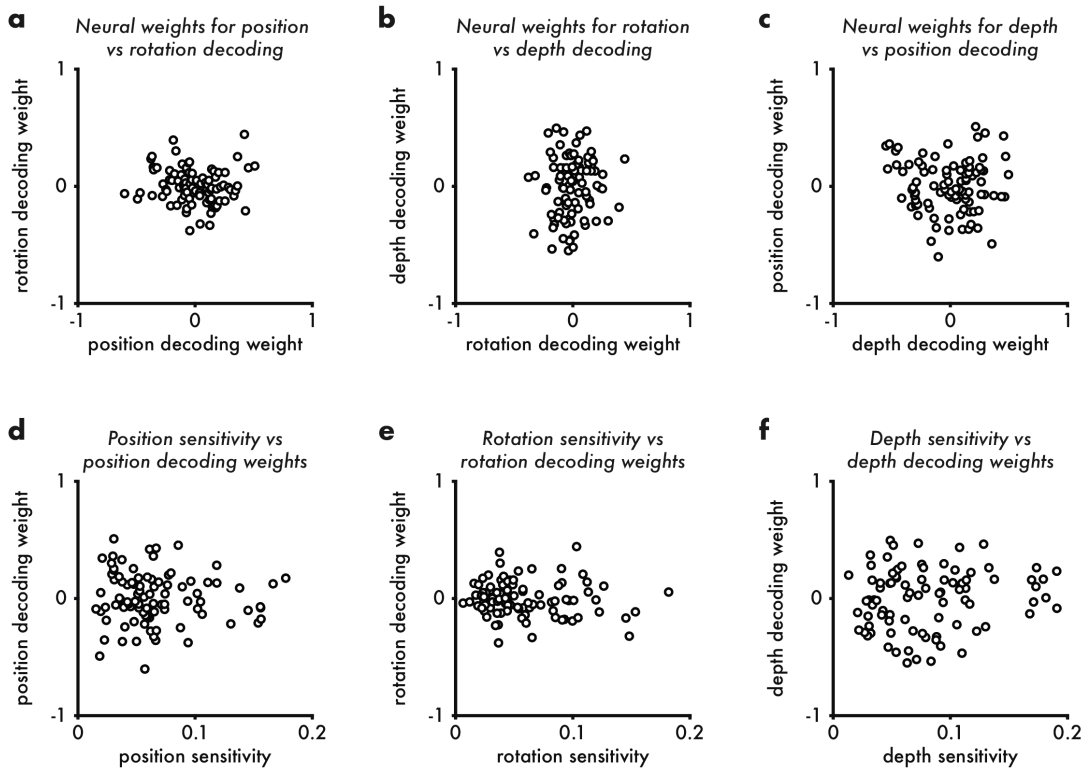 a
Neural weights for position
vs rotation decoding
1
0
-1
-1
0
1
rotation decoding weight
position decoding weight
b
Neural weights for rotation
vs depth decoding
1
0
-1
-1
0
1
depth decoding weight
rotation decoding weight
c
Neural weights for depth
vs position decoding
1
0
-1
-1
0
1
position decoding weight
depth decoding weight
d
Position sensitivity vs
position decoding weights
1
0
-1
0
0.1
0.2
position decoding weight
position sensitivity
e
Rotation sensitivity vs
rotation decoding weights
1
0
-1
0
0.1
0.2
rotation decoding weight
rotation sensitivity
f
Depth sensitivity vs
depth decoding weights
1
0
-1
0
0.1
0.2
depth decoding weight
depth sensitivity